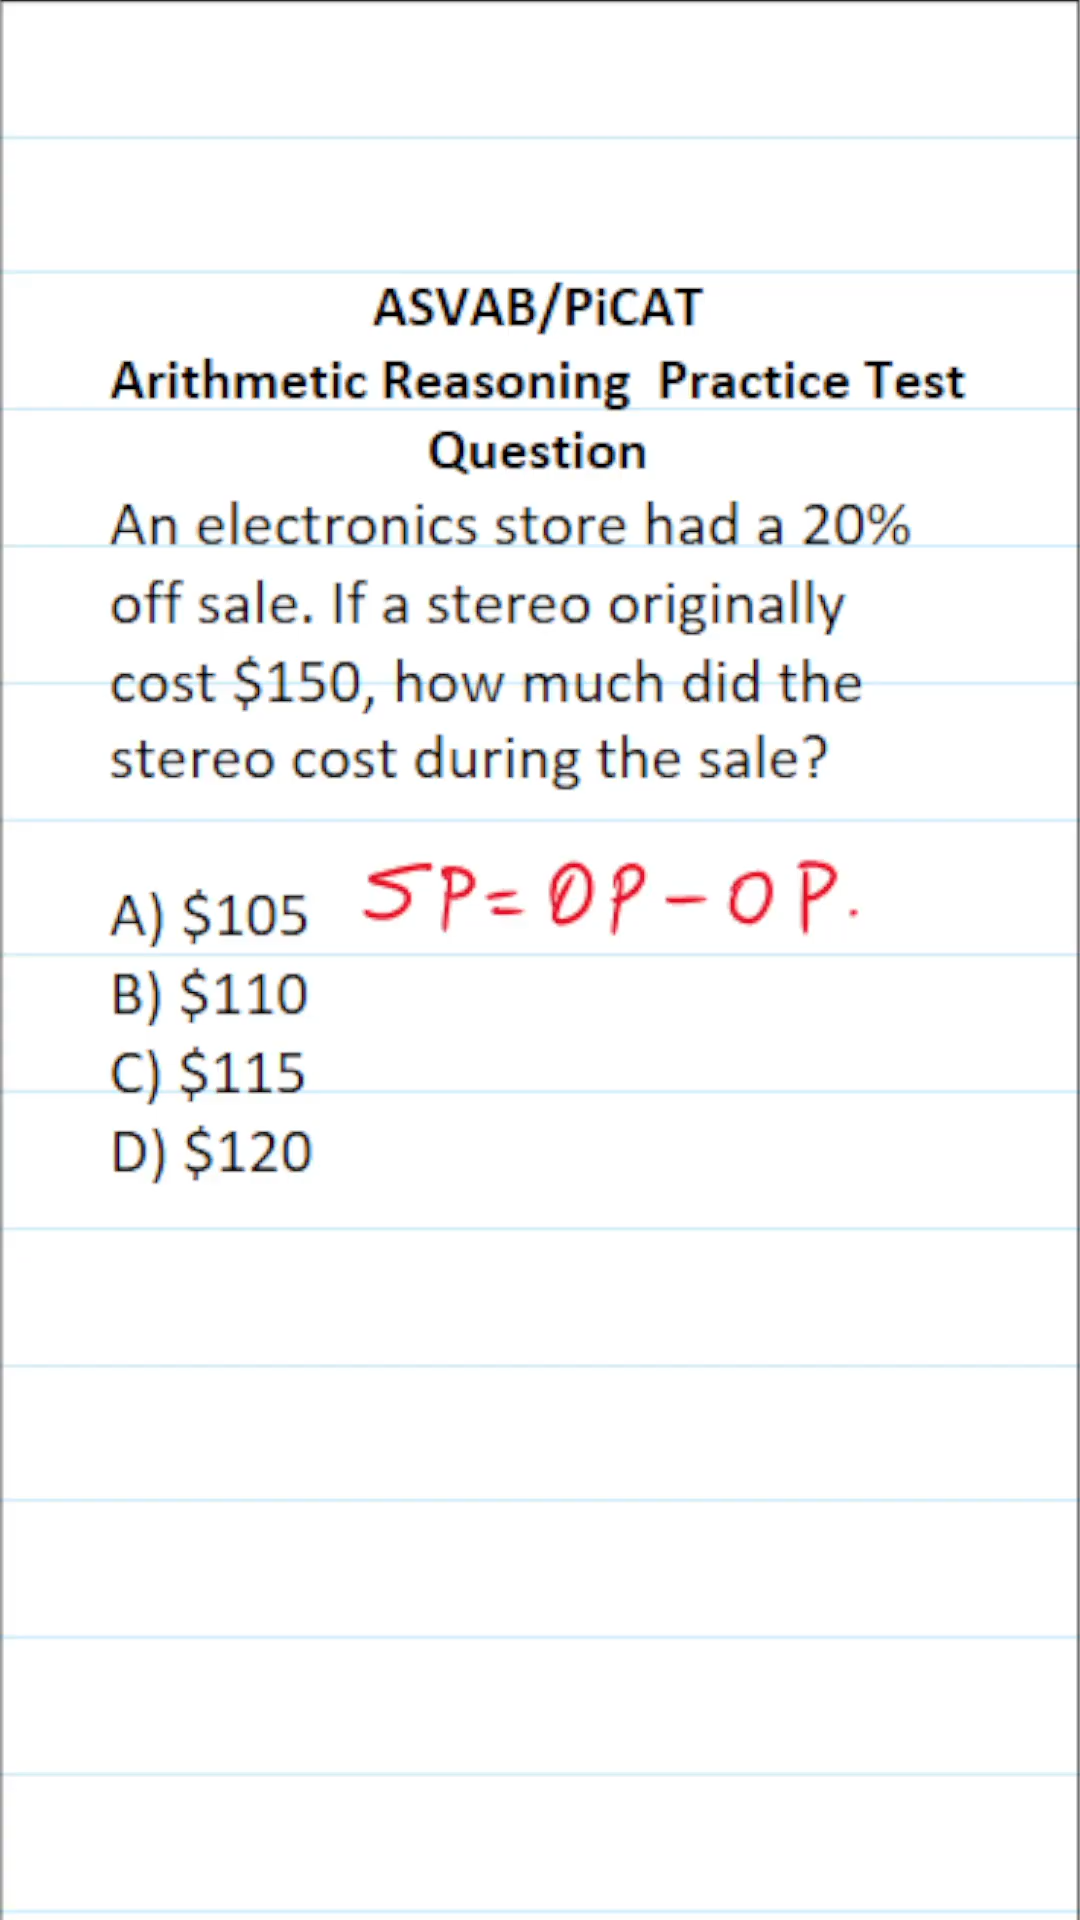 ASVAB/PiCAT
Arithmetic Reasoning Practice Test
Question
An electronics store had a 20%
off sale. If a stereo originally
cost $150, how much did the
stereo cost during the sale?
A) $105
SP = OP - OP.
B) $110
C) $115
D) $120